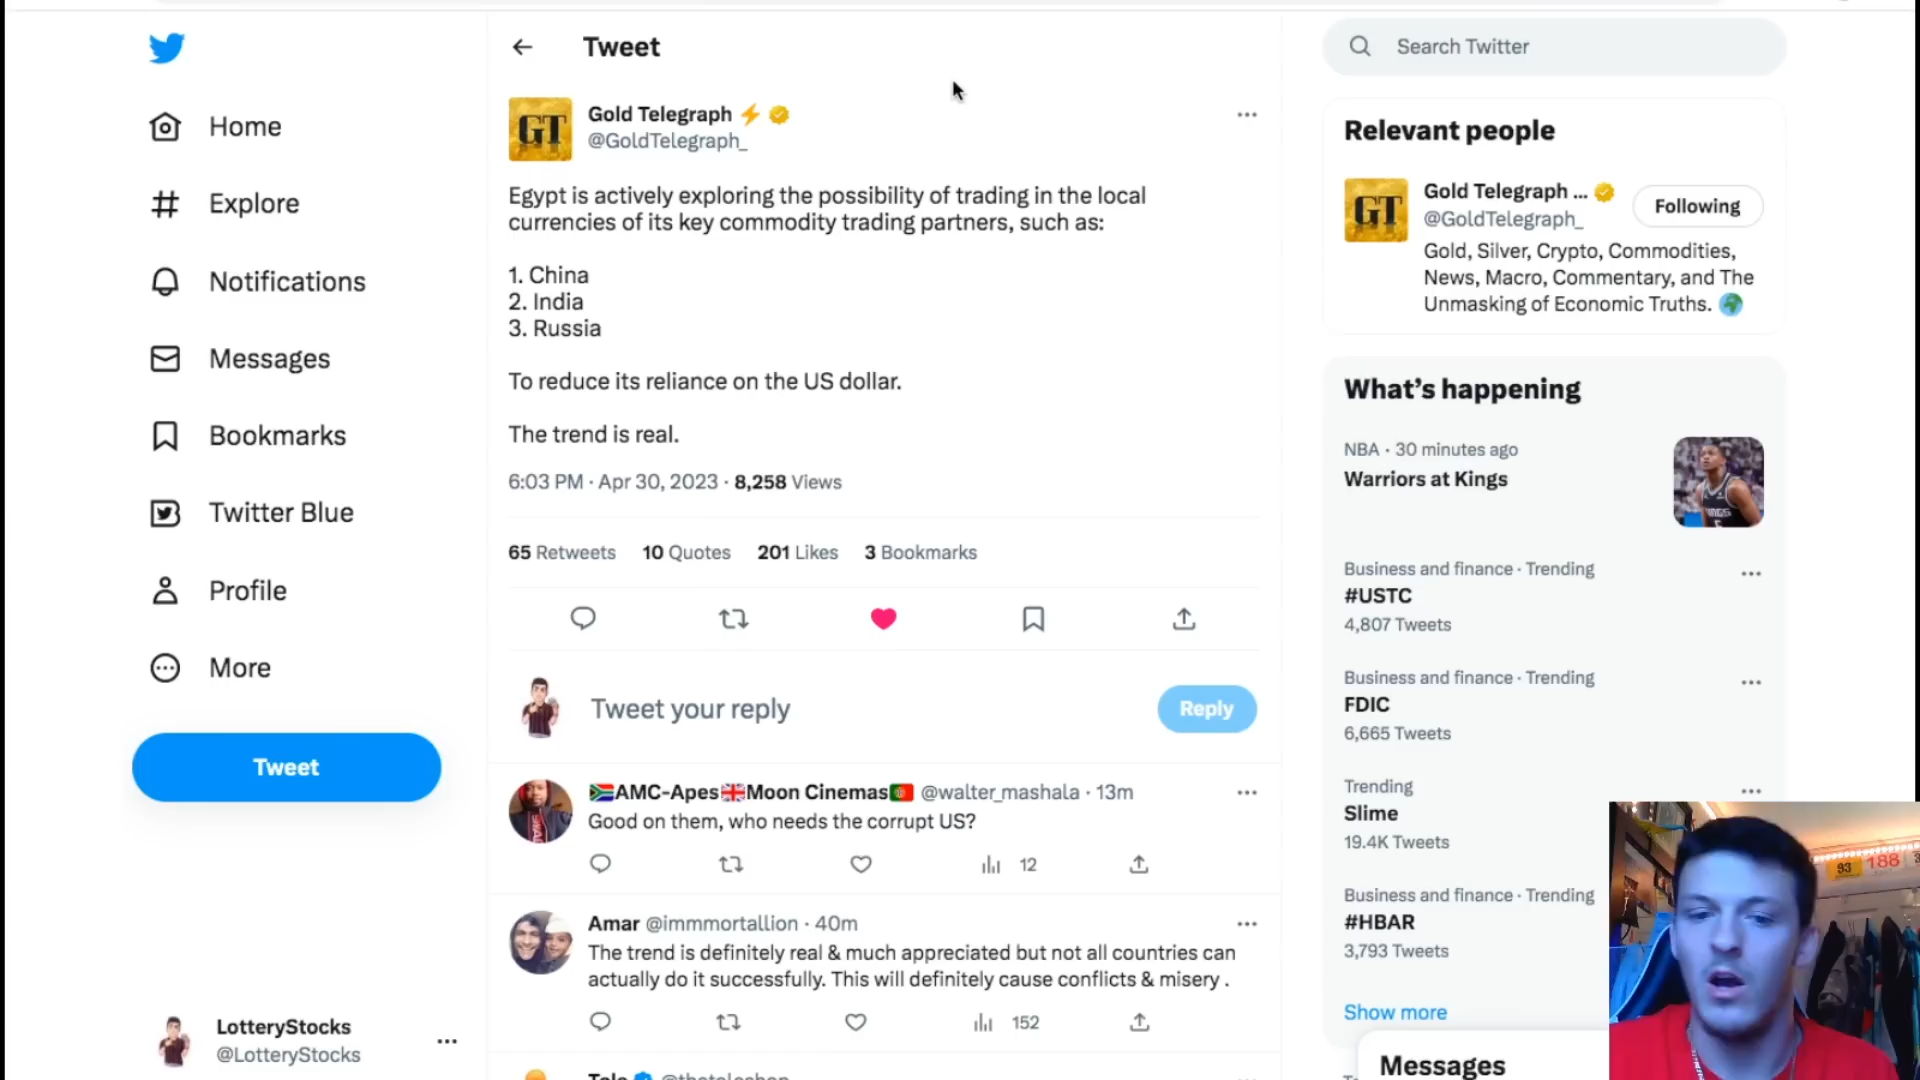 Home
Explore
Notifications
Messages
Bookmarks
Twitter Blue
Profile
More
Tweet
LotteryStocks
@LotteryStocks
Tweet
GT
Gold Telegraph
@GoldTelegraph_
Egypt is actively exploring the possibility of trading in the local
currencies of its key commodity trading partners, such as:
1. China
2. India
3. Russia
To reduce its reliance on the US dollar.
The trend is real.
6:03 PM · Apr 30, 2023 · 8,258 Views
65 Retweets 10 Quotes 201 Likes 3 Bookmarks
Tweet your reply
Reply
AMC-Apes Moon Cinemas @walter_mashala · 13m
Good on them, who needs the corrupt US?
12
Amar @immmortallion · 40m
The trend is definitely real & much appreciated but not all countries can
actually do it successfully. This will definitely cause conflicts & misery .
152
Search Twitter
Relevant people
GT
Gold Telegraph ...
@GoldTelegraph_
Following
Gold, Silver, Crypto, Commodities,
News, Macro, Commentary, and The
Unmasking of Economic Truths.
What's happening
NBA · 30 minutes ago
Warriors at Kings
Business and finance · Trending
#USTC
4,807 Tweets
Business and finance · Trending
FDIC
6,665 Tweets
Trending
Slime
19.4K Tweets
Business and finance · Trending
#HBAR
3,793 Tweets
Show more
Messages
93
188